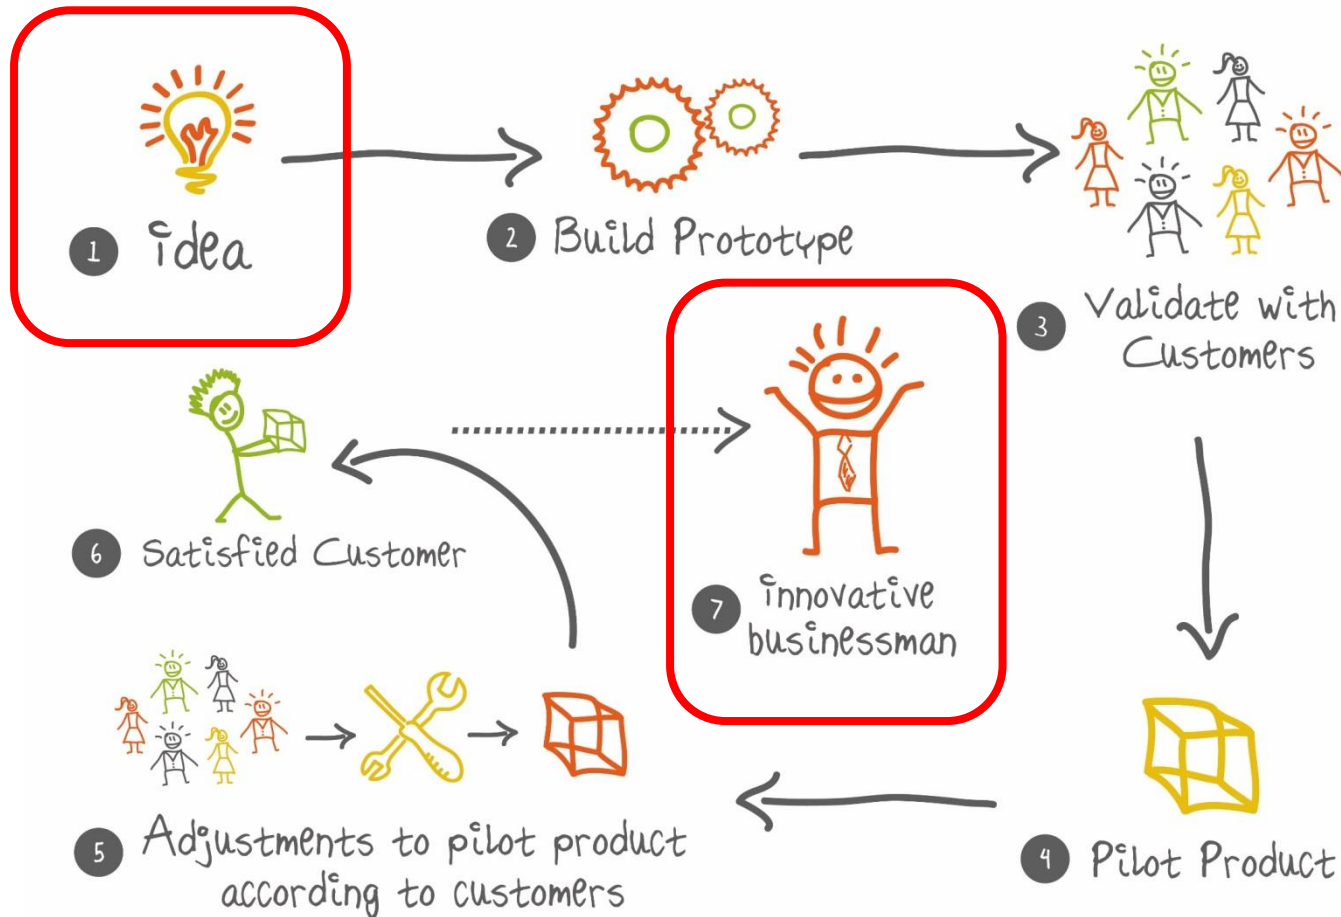 1 idea
2 Build Prototype
3 Validate with
Customers
4 Pilot Product
5 Adjustments to pilot product
according to customers
6 Satisfied Customer
7 innovative
businessman